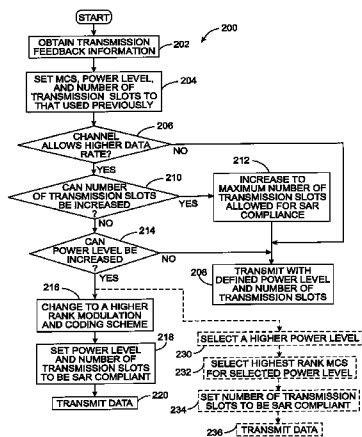 START
200
OBTAIN TRANSMISSION
FEEDBACK INFORMATION
202
SET MCS, POWER LEVEL,
AND NUMBER OF
TRANSMISSION SLOTS TO
THAT USED PREVIOUSLY
204
206
CHANNEL
ALLOWS HIGHER DATA
RATE?
NO
YES
210
CAN NUMBER
OF TRANSMISSION SLOTS
BE INCREASED
?
YES
212
INCREASE TO
MAXIMUM NUMBER OF
TRANSMISSION SLOTS
ALLOWED FOR SAR
COMPLIANCE
NO
214
CAN
POWER LEVEL BE
INCREASED
?
NO
YES
208
TRANSMIT WITH
DEFINED POWER LEVEL
AND NUMBER OF
TRANSMISSION SLOTS
216
CHANGE TO A HIGHER
RANK MODULATION AND
CODING SCHEME
218
SET POWER LEVEL
AND NUMBER OF
TRANSMISSION SLOTS
TO BE SAR COMPLIANT
TRANSMIT DATA
220
SELECT A HIGHER POWER LEVEL
230
SELECT HIGHEST RANK MCS
FOR SELECTED POWER LEVEL
232
SET NUMBER OF TRANSMISSION
SLOTS TO BE SAR COMPLIANT
234
TRANSMIT DATA
236